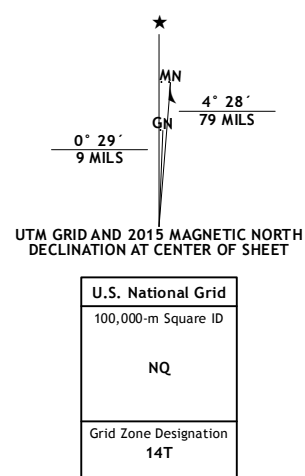 ★
MN
4° 28´
79 MILS
GN
0° 29´
9 MILS
UTM GRID AND 2015 MAGNETIC NORTH
DECLINATION AT CENTER OF SHEET
U.S. National Grid
100,000-m Square ID
NQ
Grid Zone Designation
14T